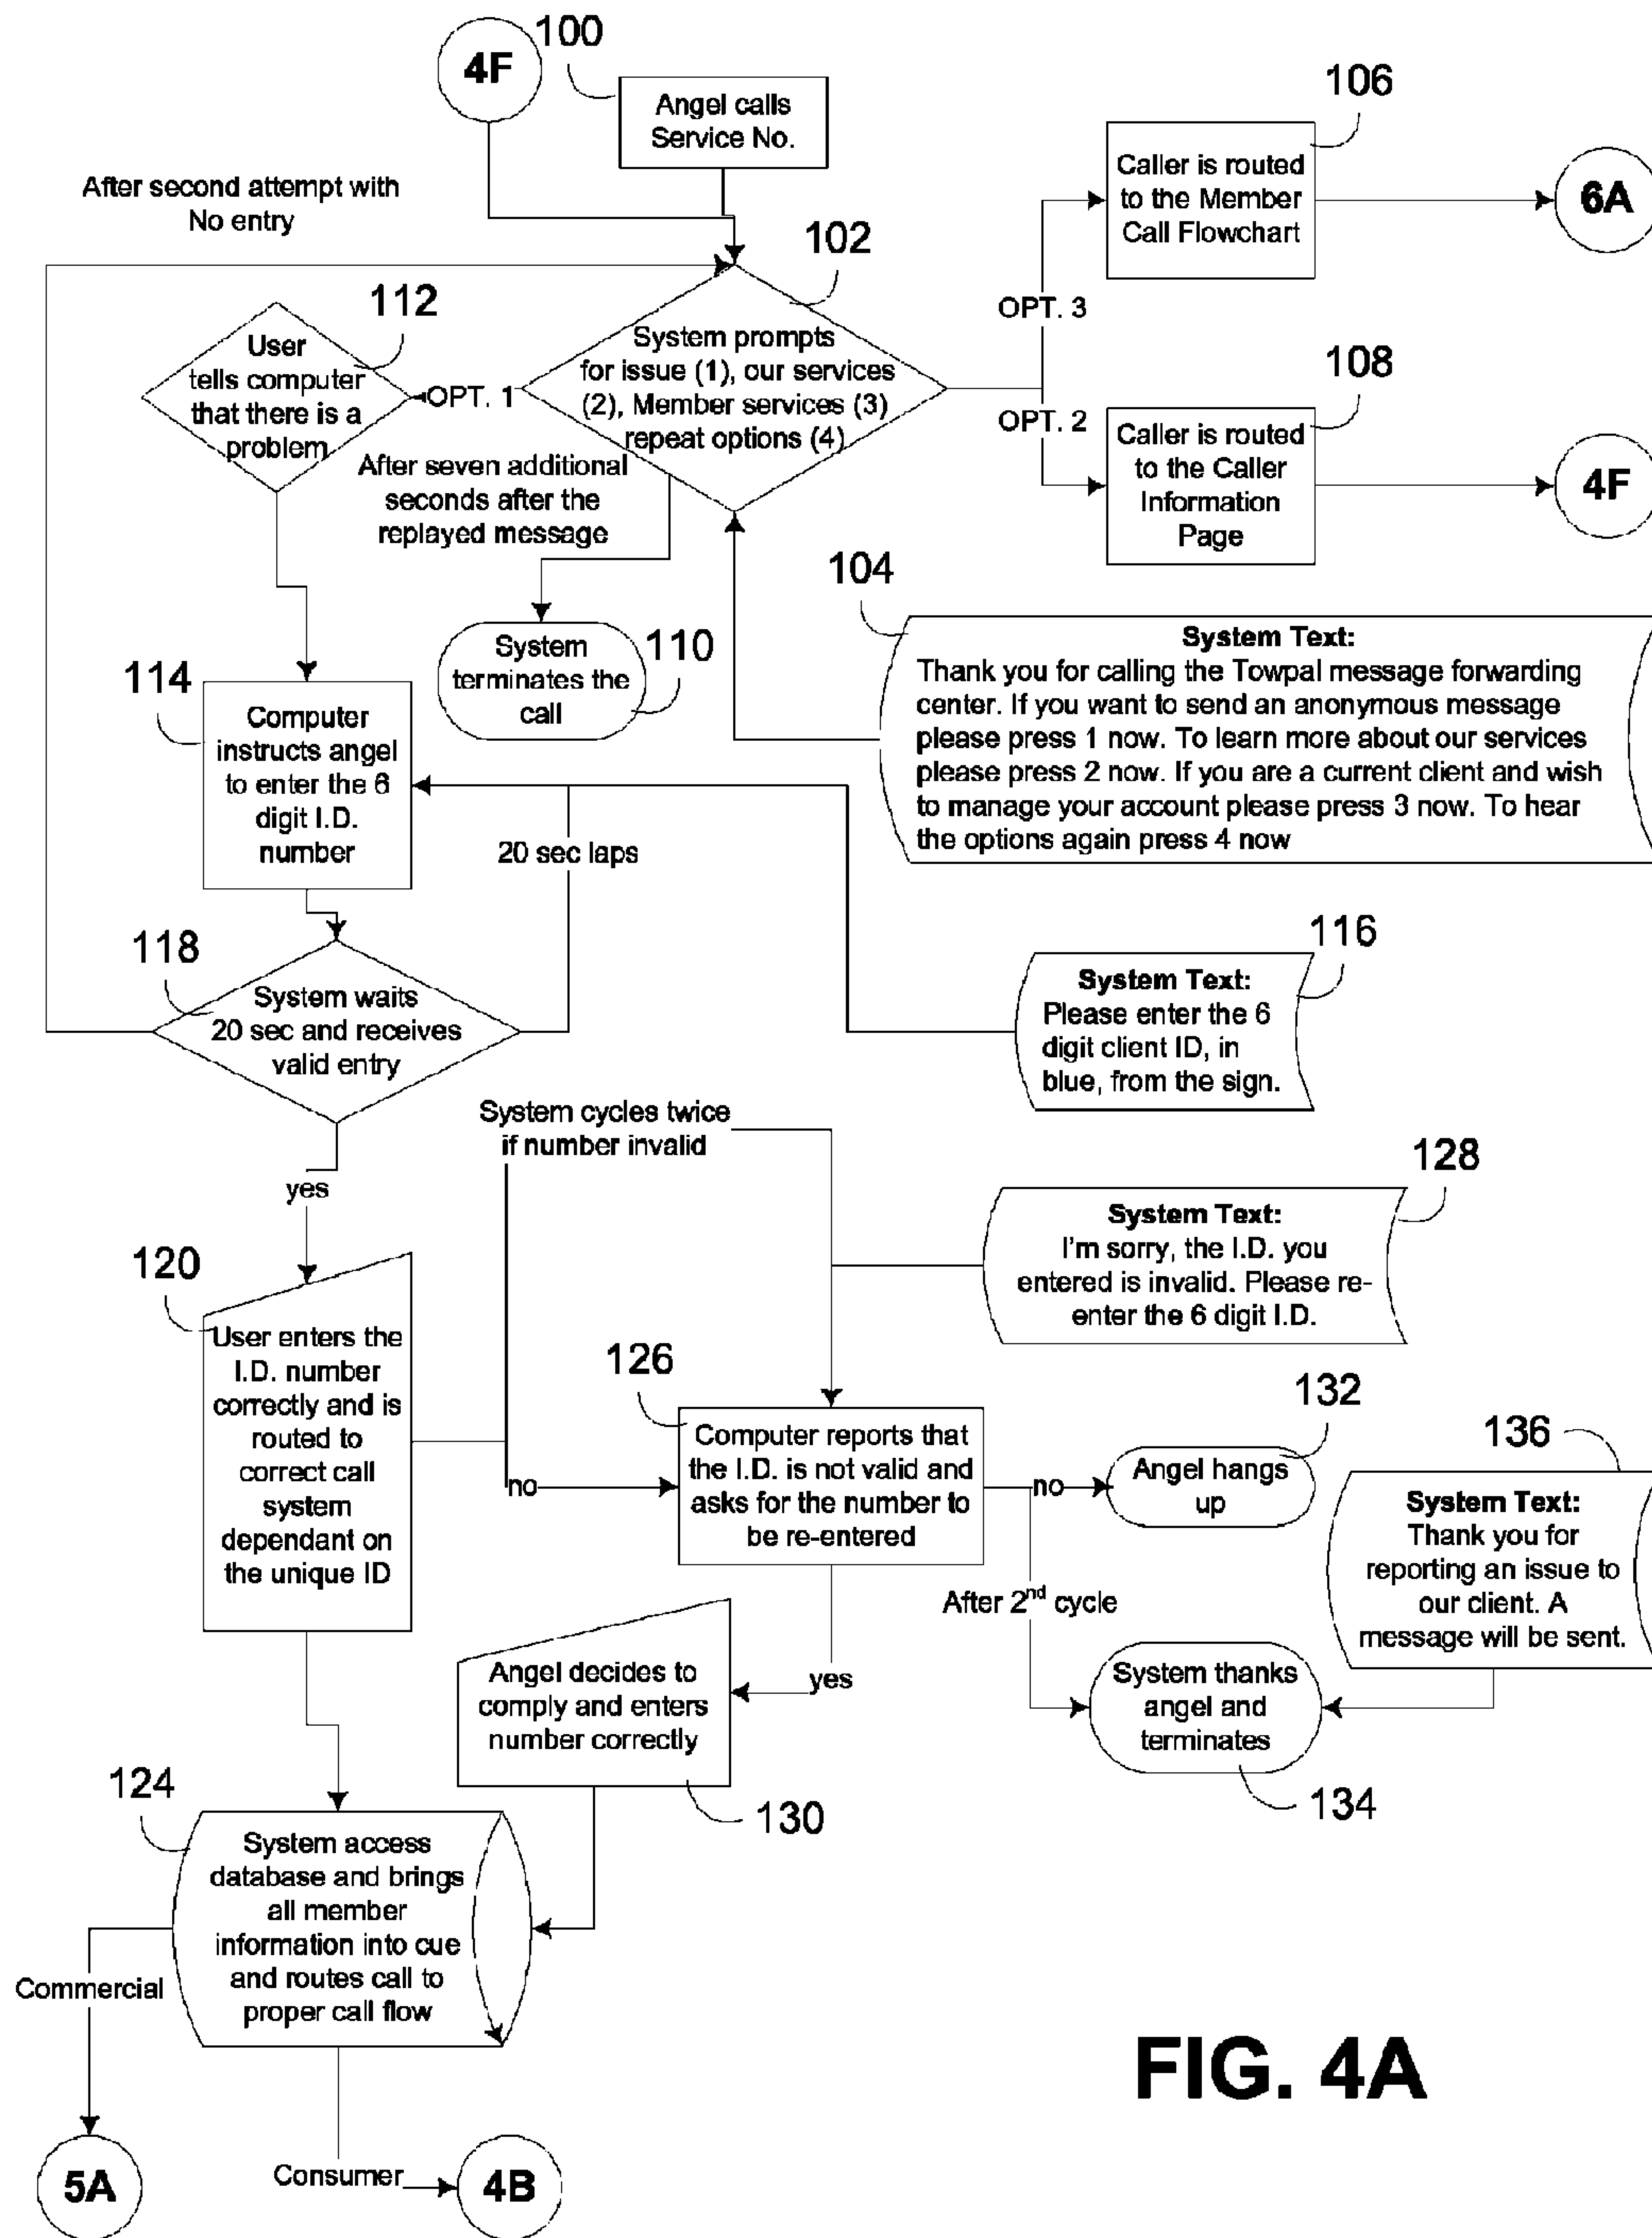 4F
100
Angel calls
Service No.
106
Caller is routed
to the Member
Call Flowchart
6A
After second attempt with
No entry
102
System prompts
for issue (1), our services
(2), Member services (3)
repeat options (4)
OPT. 3
112
User
tells computer
that there is a
problem
OPT. 1
108
OPT. 2
Caller is routed
to the Caller
Information
Page
4F
After seven additional
seconds after the
replayed message
110
System
terminates the
call
104
System Text:
Thank you for calling the Towpal message forwarding
center. If you want to send an anonymous message
please press 1 now. To learn more about our services
please press 2 now. If you are a current client and wish
to manage your account please press 3 now. To hear
the options again press 4 now
114
Computer
instructs angel
to enter the 6
digit I.D.
number
20 sec laps
116
System Text:
Please enter the 6
digit client ID, in
blue, from the sign.
118
System waits
20 sec and receives
valid entry
yes
System cycles twice
if number invalid
128
System Text:
I'm sorry, the I.D. you
entered is invalid. Please re-
enter the 6 digit I.D.
120
User enters the
I.D. number
correctly and is
routed to
correct call
system
dependant on
the unique ID
no
126
Computer reports that
the I.D. is not valid and
asks for the number to
be re-entered
no
132
Angel hangs
up
136
System Text:
Thank you for
reporting an issue to
our client. A
message will be sent.
After 2nd cycle
yes
Angel decides to
comply and enters
number correctly
130
System thanks
angel and
terminates
134
124
System access
database and brings
all member
information into cue
and routes call to
proper call flow
Commercial
5A
Consumer
4B
FIG. 4A